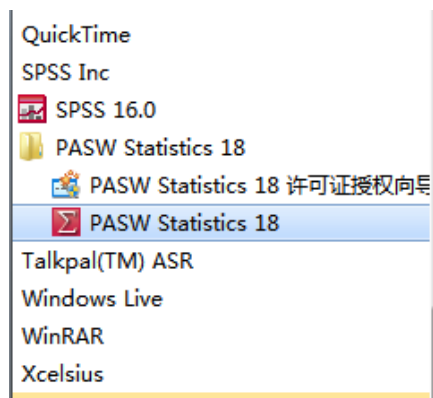 QuickTime
SPSS Inc
SPSS 16.0
PASW Statistics 18
PASW Statistics 18 许可证授权向导
PASW Statistics 18
Talkpal(TM) ASR
Windows Live
WinRAR
Xcelsius